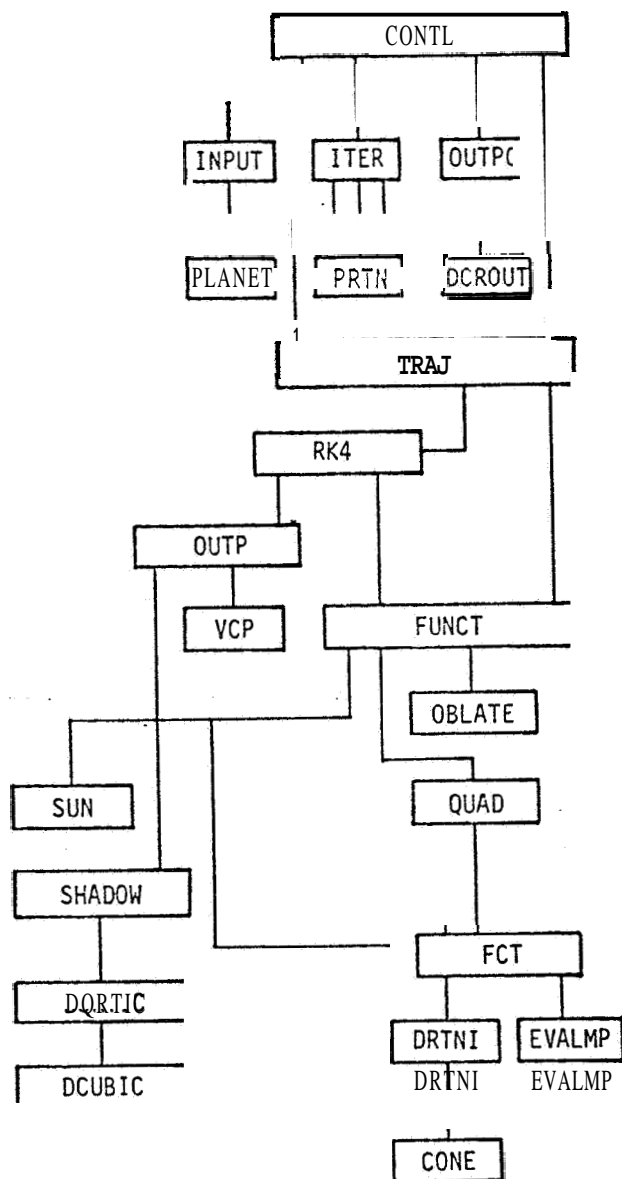 CONTL
INPUT ITER OUTPC
PLANET PRTN DCROUT
1
TRAJ
RK4
OUTP
VCP FUNCT
OBLATE
SUN QUAD
SHADOW
FCT
DQRTIC
DRTNI EVALMP
DRTNI EVALMP
DCUBIC
CONE